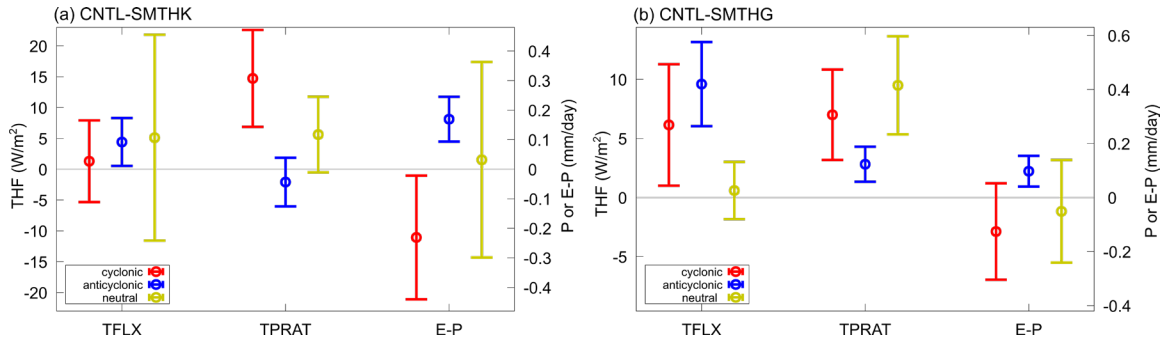 (a) CNTL-SMTHK
THF (W/m²)
20
15
10
5
0
-5
-10
-15
-20
0.4
0.3
0.2
0.1
0
-0.1
-0.2
-0.3
-0.4
P or E-P (mm/day)
cyclonic
anticyclonic
neutral
TFLX TPRAT E-P
(b) CNTL-SMTHG
THF (W/m²)
10
5
0
-5
0.6
0.4
0.2
0
-0.2
-0.4
P or E-P (mm/day)
cyclonic
anticyclonic
neutral
TFLX TPRAT E-P